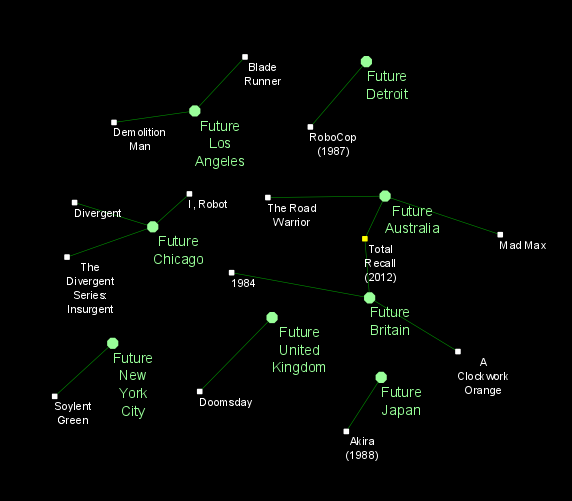 Blade
Runner
Future
Detroit
Demolition
Man
Future
Los
Angeles
RoboCop
(1987)
Divergent
I, Robot
The Road
Warrior
Future
Australia
Future
Chicago
Mad Max
Total
Recall
(2012)
The
Divergent
Series:
Insurgent
1984
Future
Britain
Future
United
Kingdom
Future
New
York
City
A
Clockwork
Orange
Future
Japan
Soylent
Green
Doomsday
Akira
(1988)